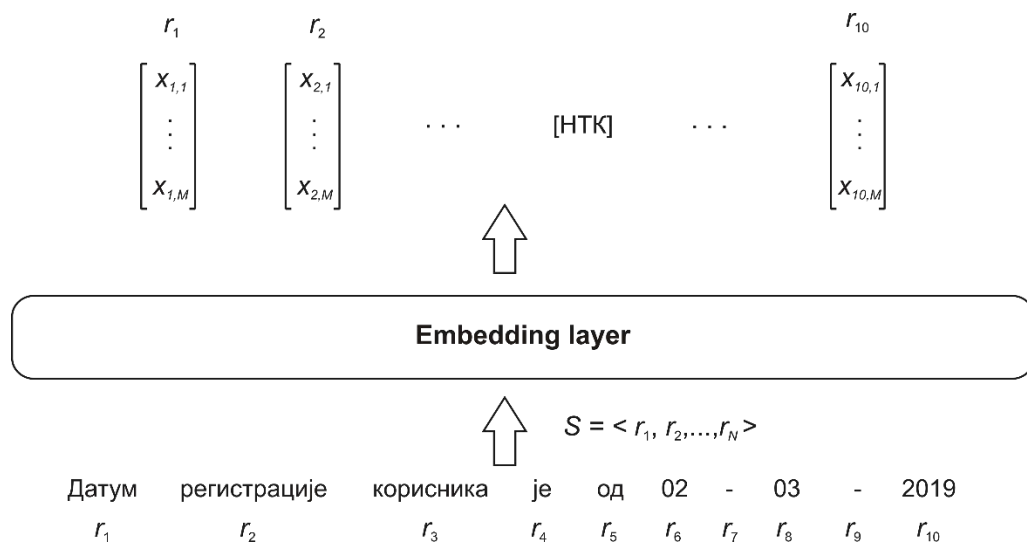 r₁ r₂ r₁₀
x₁,₁ x₂,₁ x₁₀,₁
. . . [НТК] . . .
x₁,M x₂,M x₁₀,M
Embedding layer
S = < r₁, r₂,...,r_N >
Датум регистрације корисника је од 02 - 03 - 2019
r₁ r₂ r₃ r₄ r₅ r₆ r₇ r₈ r₉ r₁₀